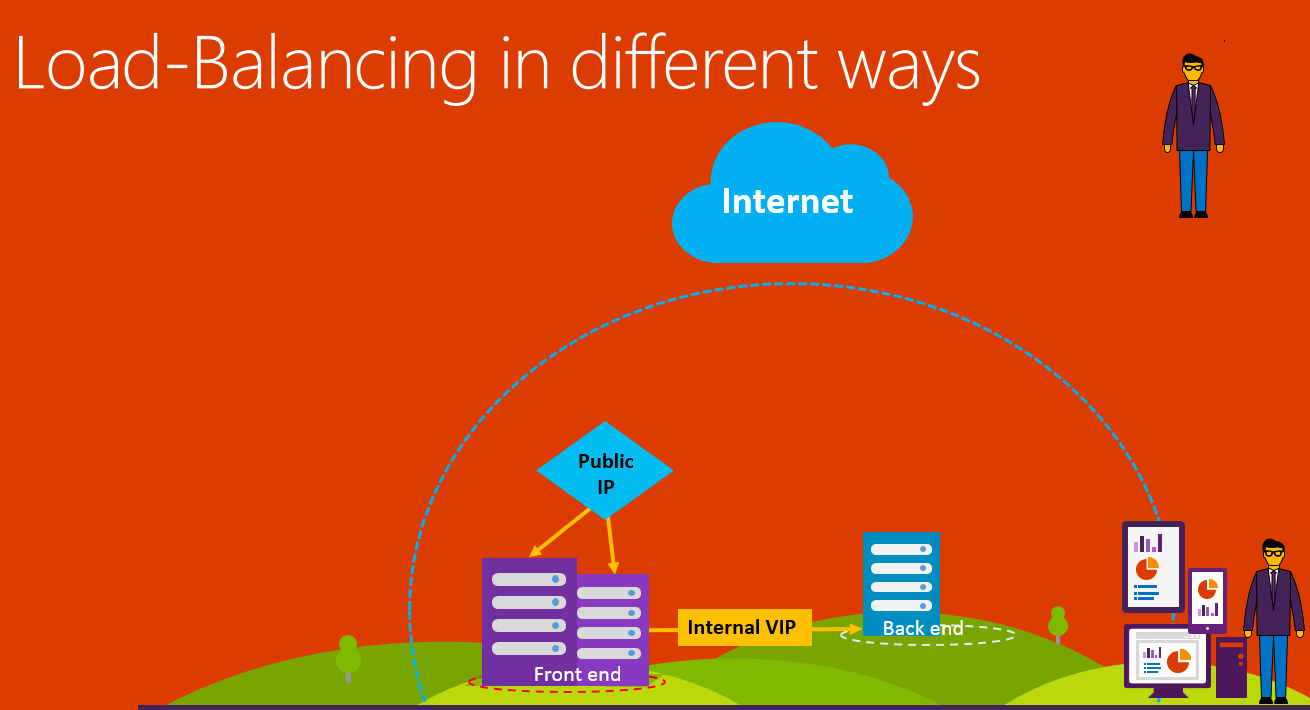 Load-Balancing in different ways
Internet
Public
IP
Internal VIP
Back end
Front end